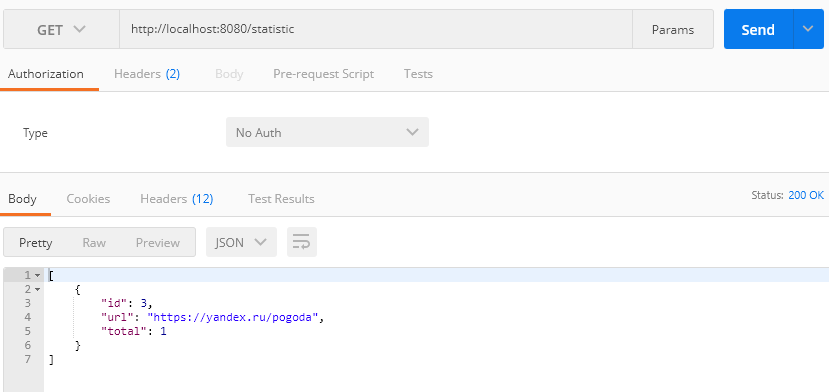 GET http://localhost:8080/statistic Params Send
Authorization Headers (2) Body Pre-request Script Tests
Type No Auth
Body Cookies Headers (12) Test Results Status: 200 OK
Pretty Raw Preview JSON
1 [
2 {
3 "id": 3,
4 "url": "https://yandex.ru/pogoda",
5 "total": 1
6 }
7 ]